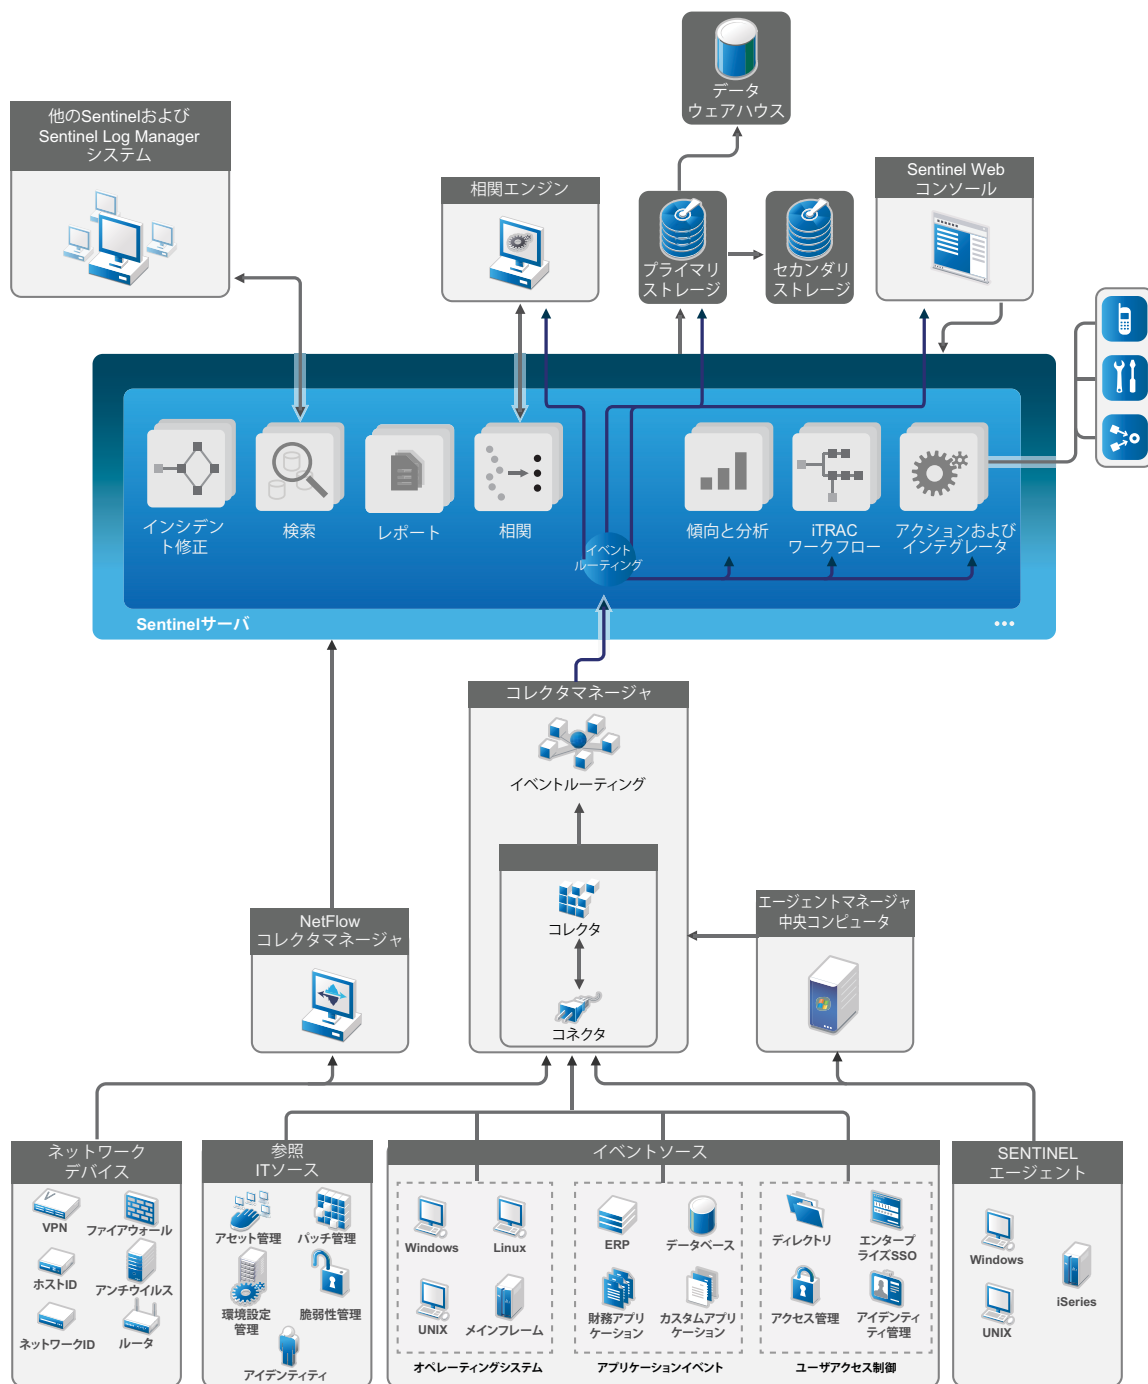 データ
ウェアハウス
他のSentinelおよび
Sentinel Log Manager
システム
相関エンジン
プライマリ
ストレージ
セカンダリ
ストレージ
Sentinel Web
コンソール
インシデン
ト修正
検索
レポート
相関
イベント
ルーティング
傾向と分析
iTRAC
ワークフロー
アクションおよび
インテグレータ
Sentinelサーバ
コレクタマネージャ
イベントルーティング
コレクタ
コネクタ
NetFlow
コレクタマネージャ
エージェントマネージャ
中央コンピュータ
ネットワーク
デバイス
VPN
ファイアウォール
ホストID
アンチウイルス
ネットワークID
ルータ
参照
ITソース
アセット管理
パッチ管理
環境設定
管理
脆弱性管理
アイデンティティ
イベントソース
Windows
Linux
UNIX
メインフレーム
オペレーティングシステム
ERP
データベース
財務アプリ
ケーション
カスタムアプリ
ケーション
アプリケーションイベント
ディレクトリ
エンタープ
ライズSSO
アクセス管理
アイデンティ
ティ管理
ユーザアクセス制御
SENTINEL
エージェント
Windows
iSeries
UNIX